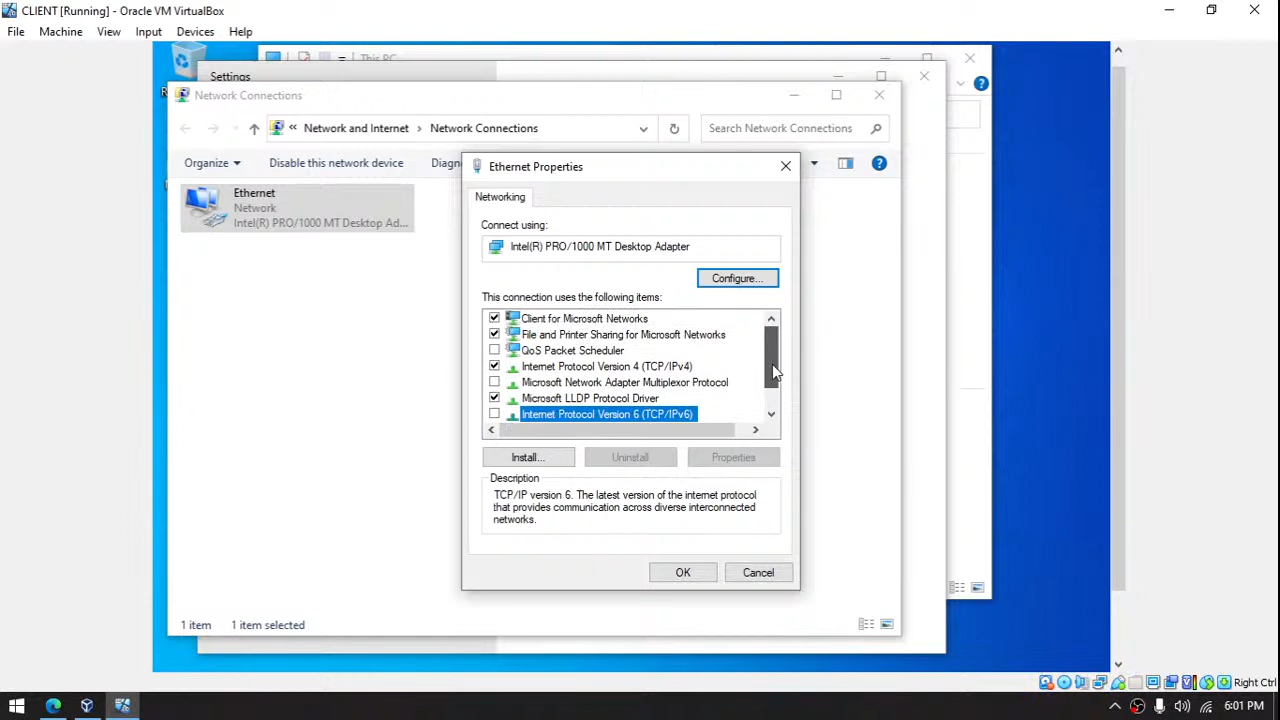 CLIENT [Running] - Oracle VM VirtualBox
File Machine View Input Devices Help
This PC
Settings
Network Connections
« Network and Internet > Network Connections
Search Network Connections
Organize Disable this network device Diagn
Ethernet
Network
Intel(R) PRO/1000 MT Desktop Ad...
Ethernet Properties
Networking
Connect using:
Intel(R) PRO/1000 MT Desktop Adapter
Configure...
This connection uses the following items:
Client for Microsoft Networks
File and Printer Sharing for Microsoft Networks
QoS Packet Scheduler
Internet Protocol Version 4 (TCP/IPv4)
Microsoft Network Adapter Multiplexor Protocol
Microsoft LLDP Protocol Driver
Internet Protocol Version 6 (TCP/IPv6)
Install... Uninstall Properties
Description
TCP/IP version 6. The latest version of the internet protocol
that provides communication across diverse interconnected
networks.
OK Cancel
1 item 1 item selected
Right Ctrl
6:01 PM